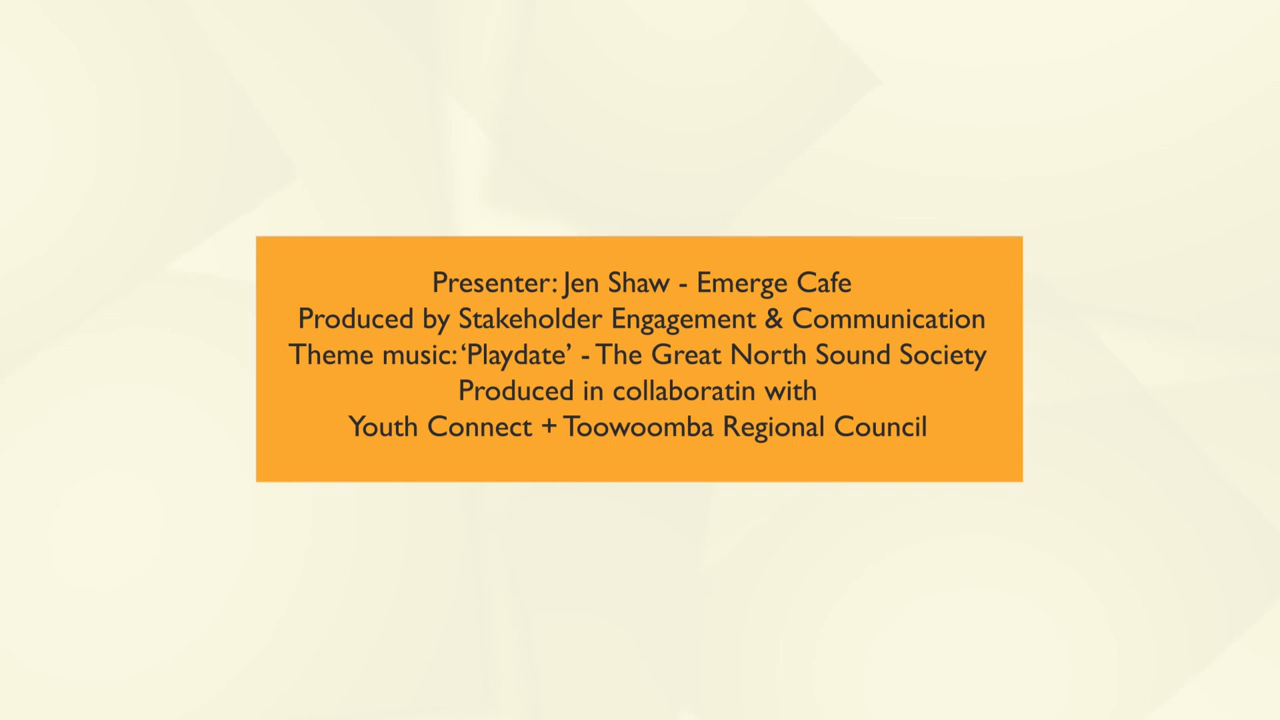 Presenter: Jen Shaw - Emerge Cafe
Produced by Stakeholder Engagement & Communication
Theme music: ‘Playdate’ - The Great North Sound Society
Produced in collaboratin with
Youth Connect + Toowoomba Regional Council